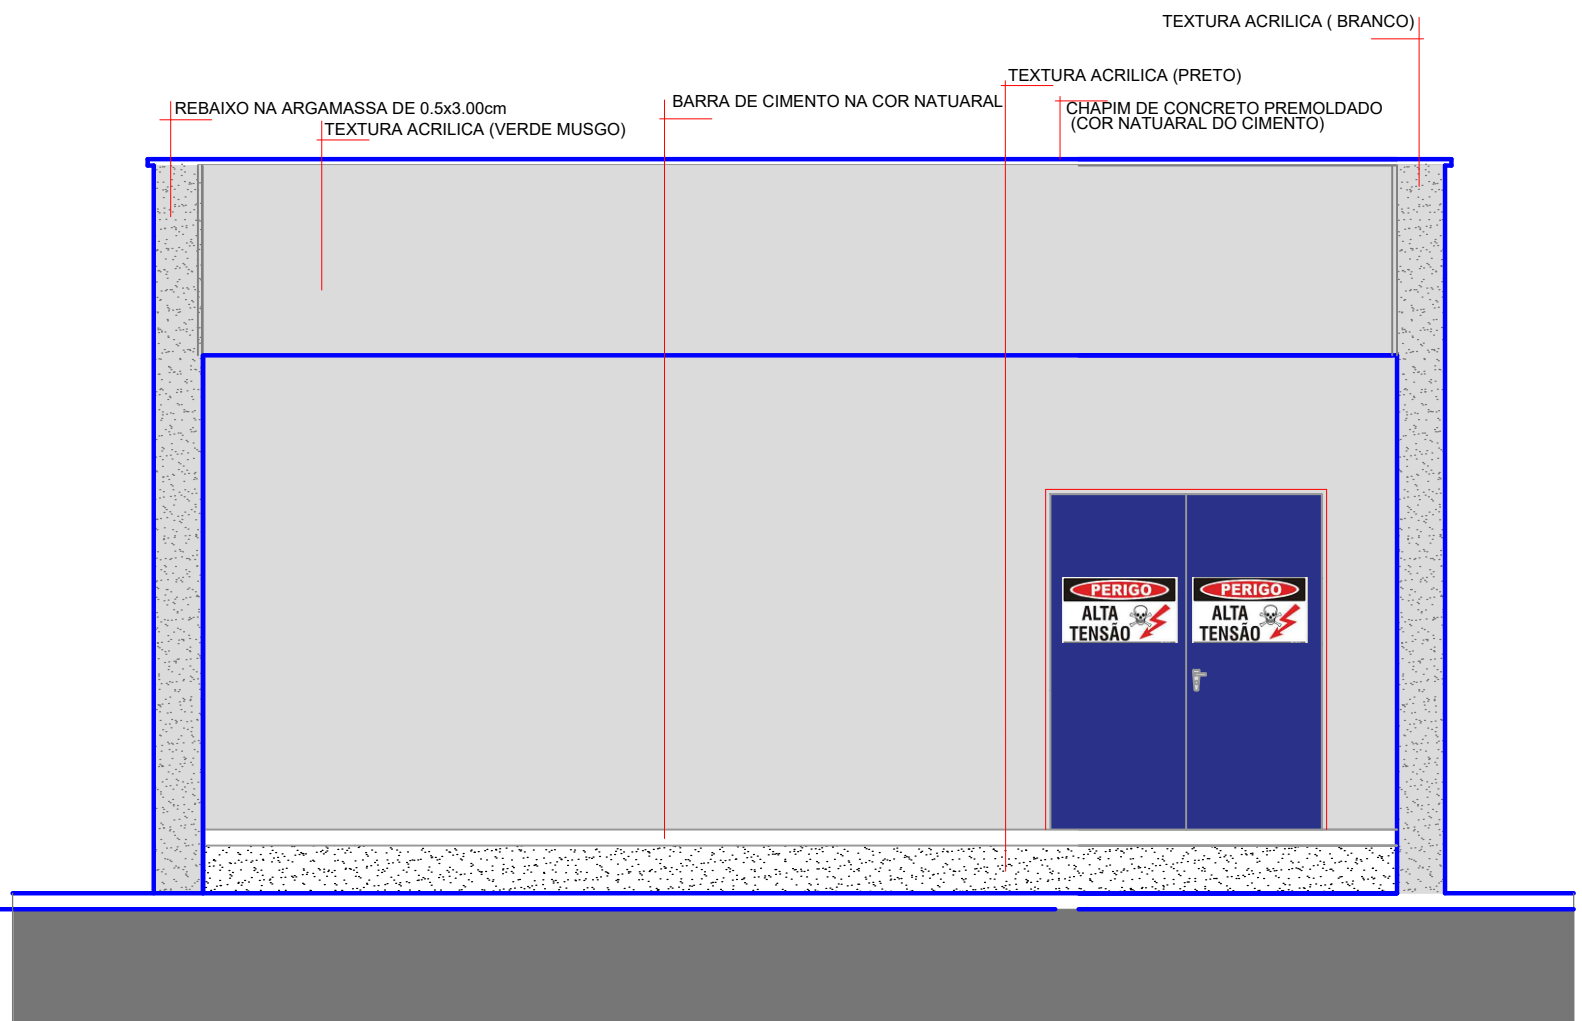 TEXTURA ACRILICA ( BRANCO)
TEXTURA ACRILICA (PRETO)
BARRA DE CIMENTO NA COR NATUARAL
REBAIXO NA ARGAMASSA DE 0.5x3.00cm
CHAPIM DE CONCRETO PREMOLDADO
(COR NATUARAL DO CIMENTO)
TEXTURA ACRILICA (VERDE MUSGO)
PERIGO
ALTA
TENSÃO
PERIGO
ALTA
TENSÃO